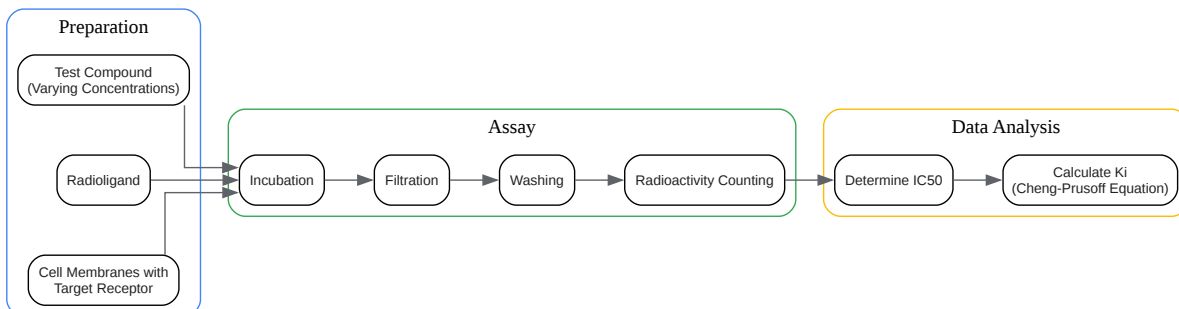 Preparation
Test Compound
(Varying Concentrations)
Radioligand
Cell Membranes with
Target Receptor
Assay
Incubation
Filtration
Washing
Radioactivity Counting
Data Analysis
Determine IC50
Calculate Ki
(Cheng-Prusoff Equation)